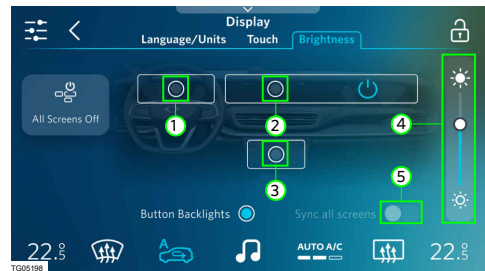 Display
Language/Units Touch Brightness
All Screens Off
1
2
3
4
5
Button Backlights
Sync all screens
22.5°
AUTO A/C
22.5°
TG05198